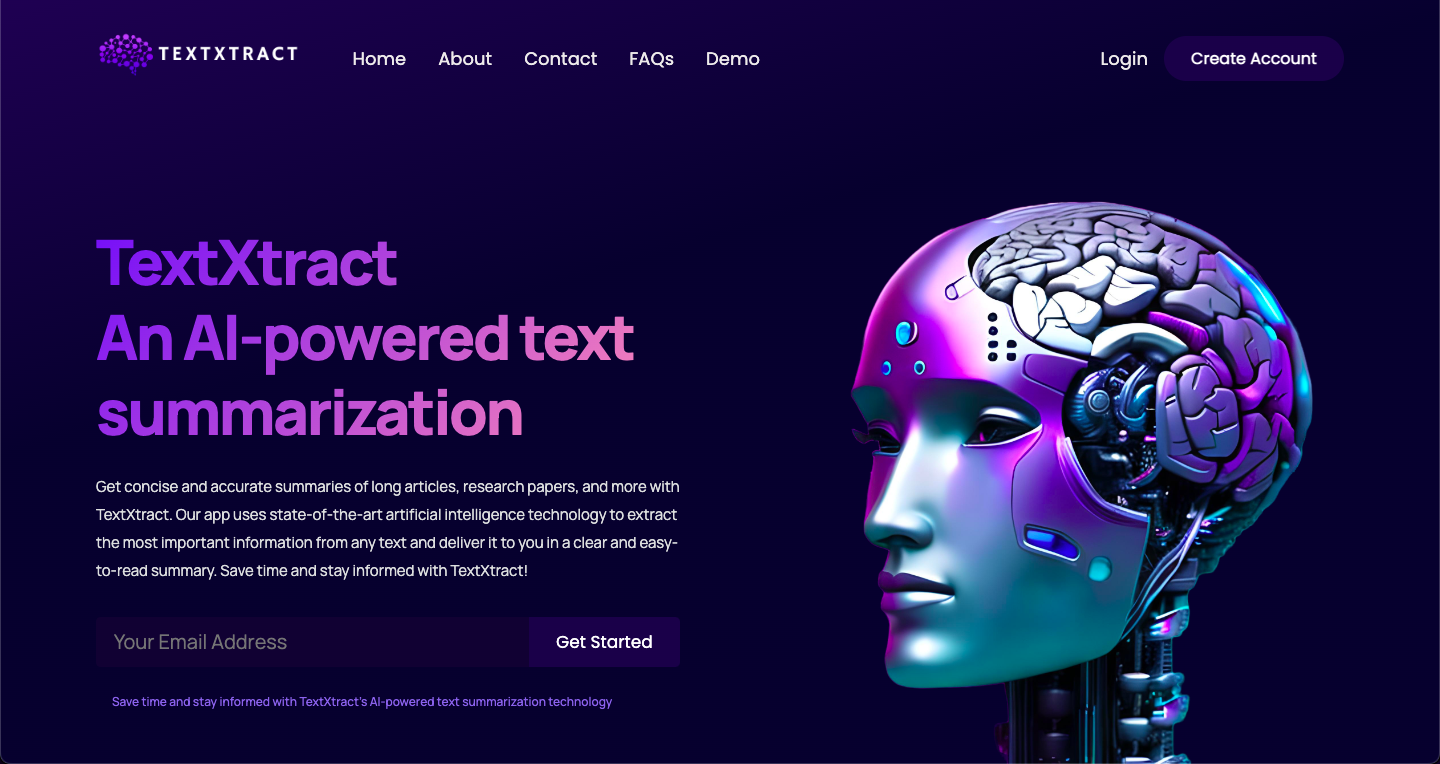 TEXTXTRACT
Home
About
Contact
FAQs
Demo
Login
Create Account
TextXtract
An AI-powered text
summarization
Get concise and accurate summaries of long articles, research papers, and more with
TextXtract. Our app uses state-of-the-art artificial intelligence technology to extract
the most important information from any text and deliver it to you in a clear and easy-
to-read summary. Save time and stay informed with TextXtract!
Your Email Address
Get Started
Save time and stay informed with TextXtract's AI-powered text summarization technology